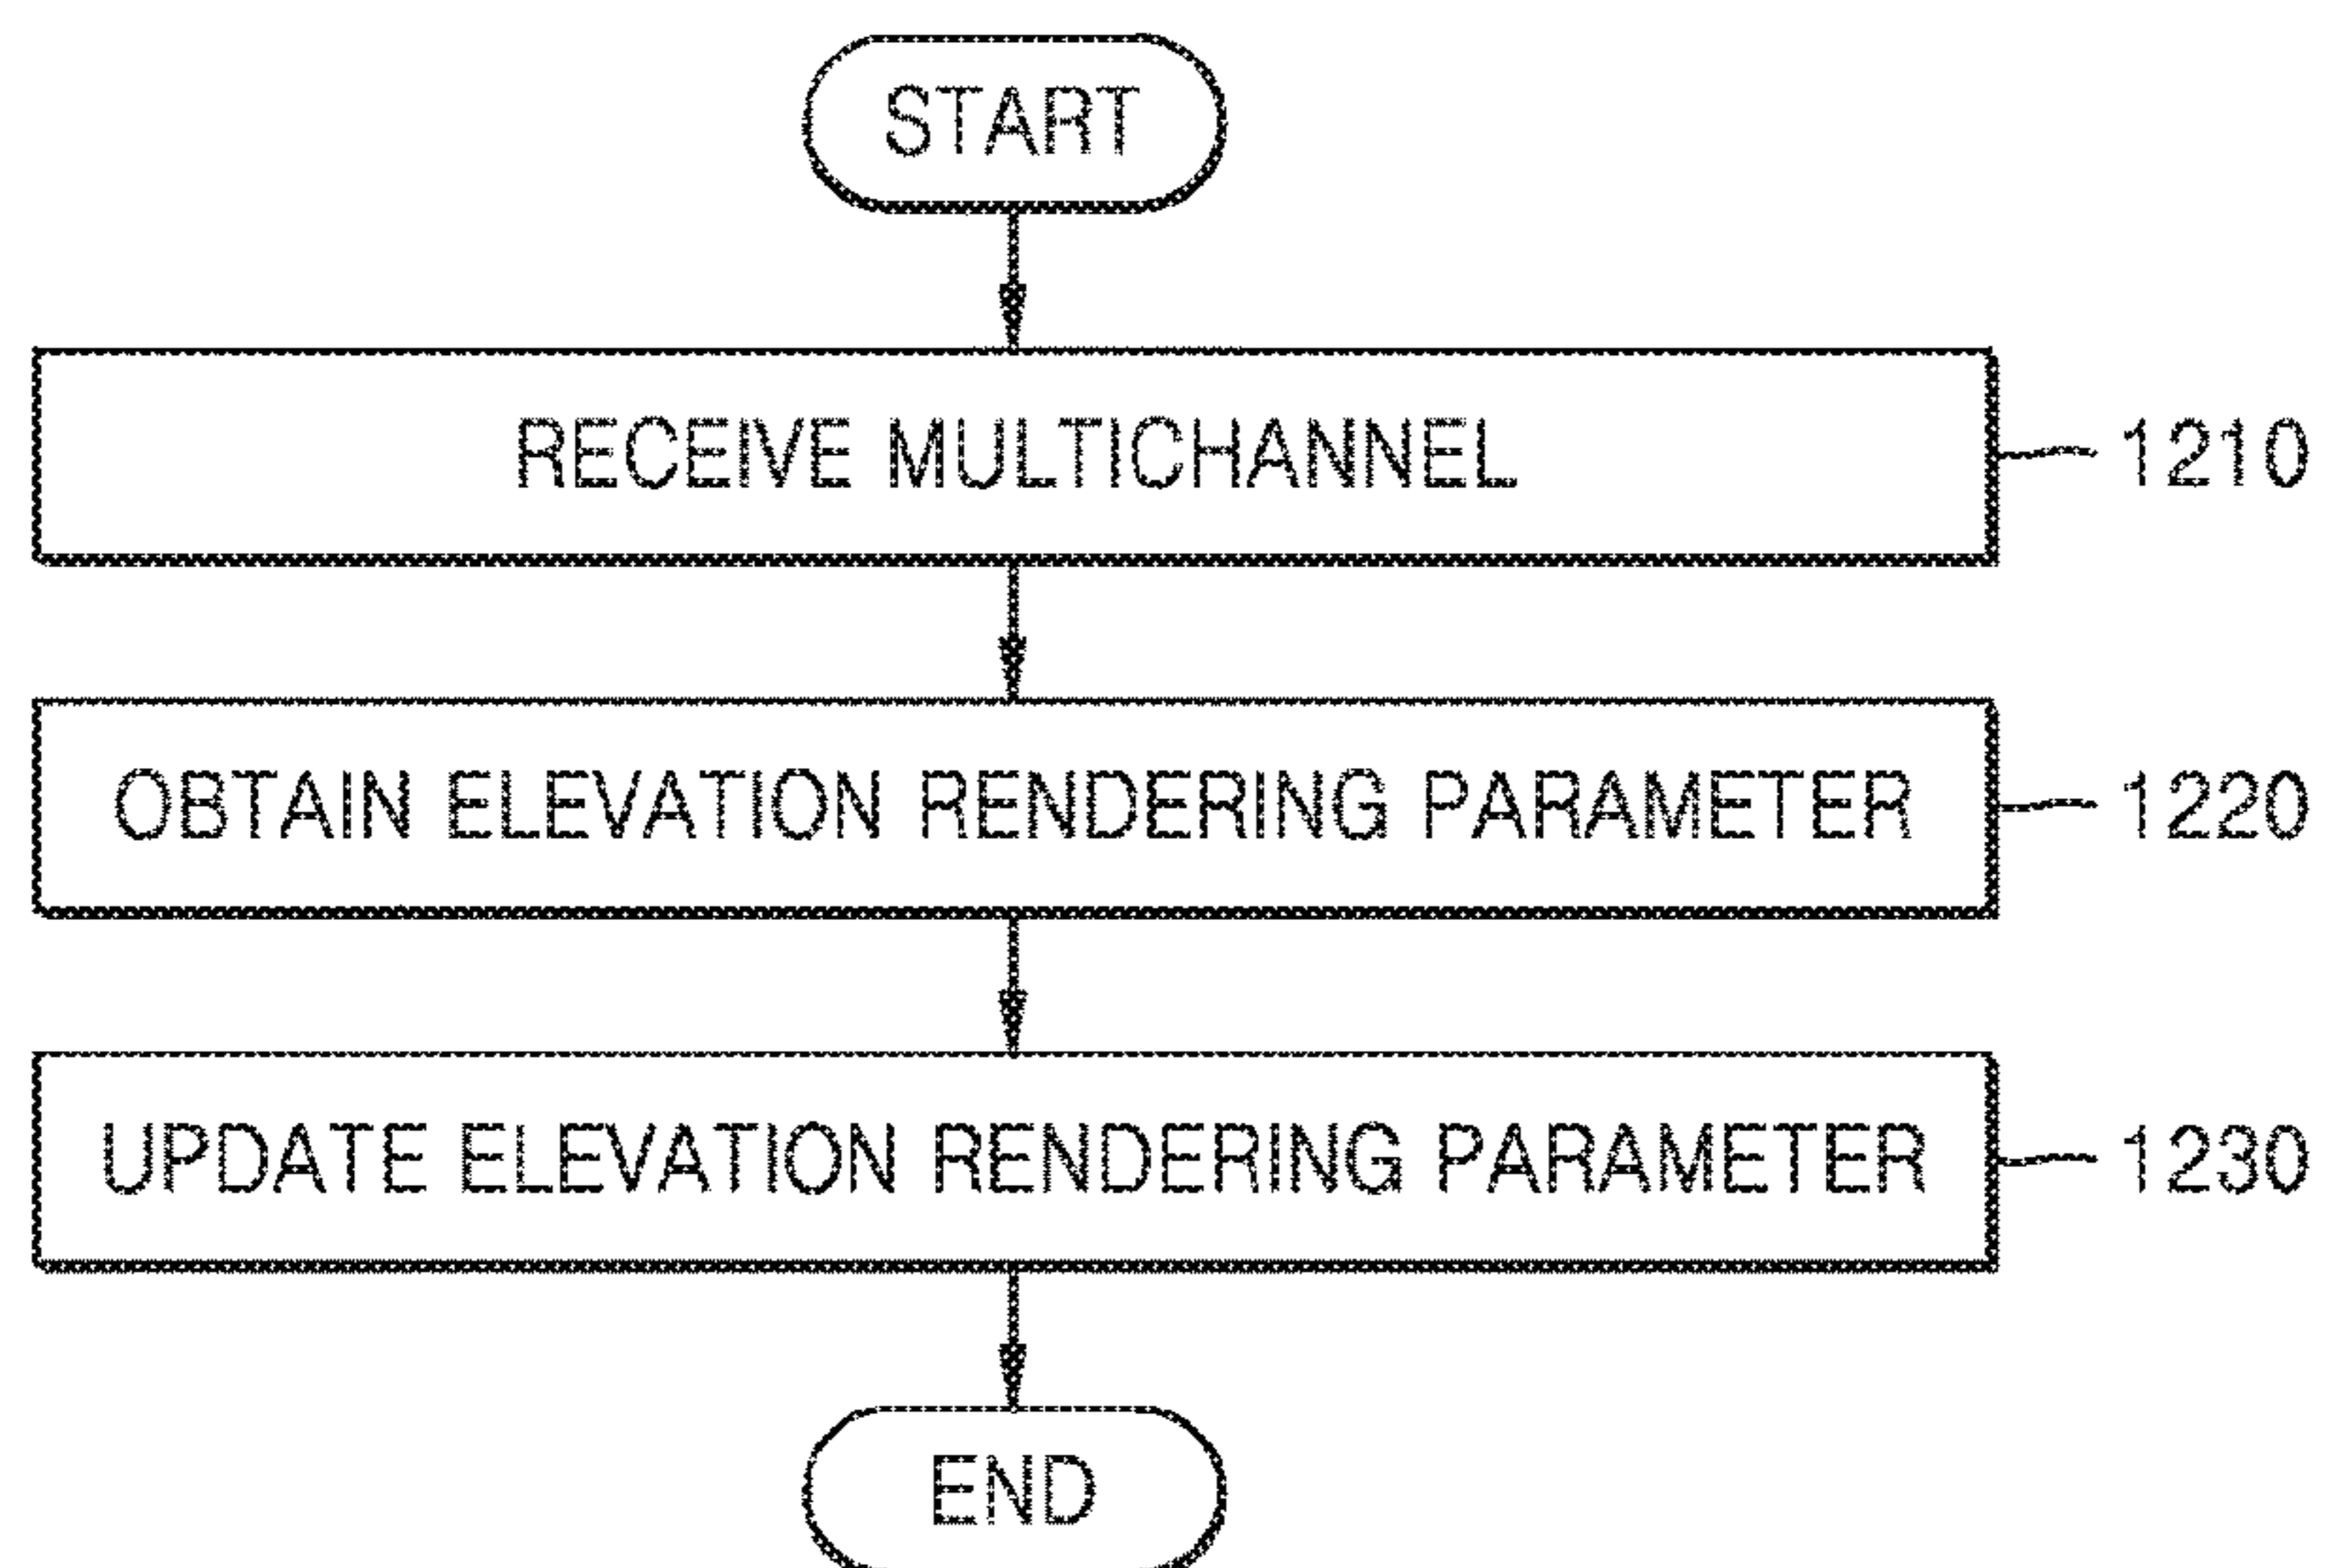 START
RECEIVE MULTICHANNEL
1210
OBTAIN ELEVATION RENDERING PARAMETER
1220
UPDATE ELEVATION RENDERING PARAMETER
1230
END